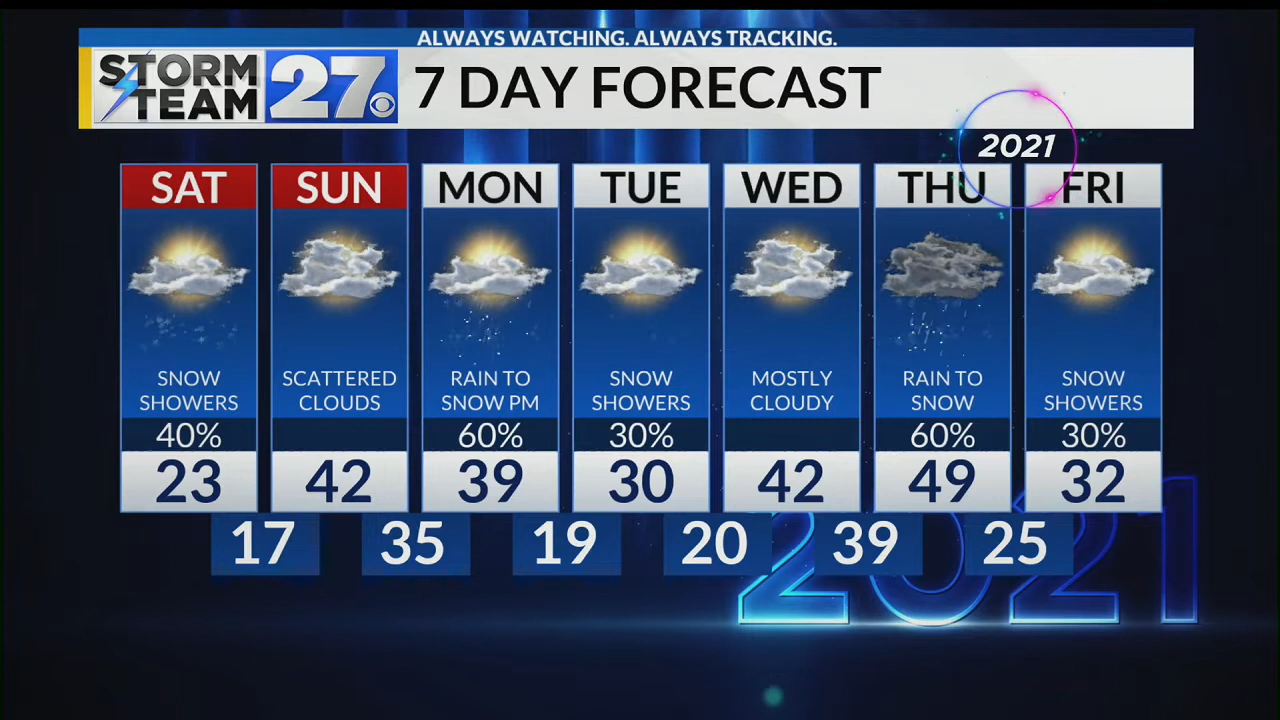 ALWAYS WATCHING. ALWAYS TRACKING.
STORM
TEAM
27
7 DAY FORECAST
2021
SAT
SUN
MON
TUE
WED
THU
FRI
SNOW
SHOWERS
SCATTERED
CLOUDS
RAIN TO
SNOW PM
SNOW
SHOWERS
MOSTLY
CLOUDY
RAIN TO
SNOW
SNOW
SHOWERS
40%
60%
30%
60%
30%
23
42
39
30
42
49
32
17
35
19
20
39
25
2021